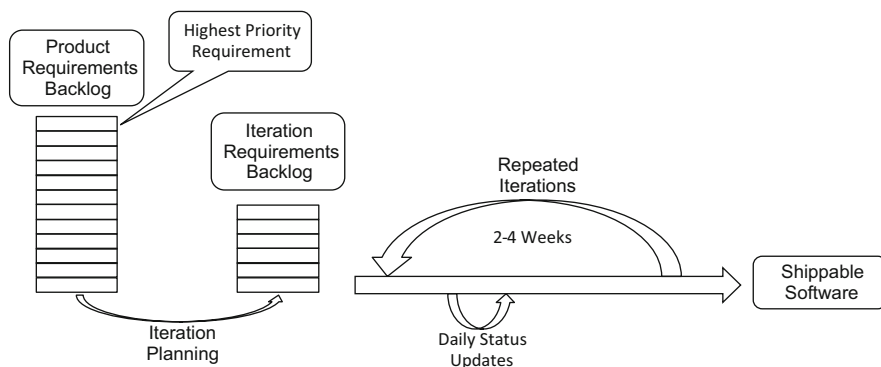 Product
Requirements
Backlog
Highest Priority
Requirement
Iteration
Requirements
Backlog
Iteration
Planning
Repeated
Iterations
2-4 Weeks
Daily Status
Updates
Shippable
Software